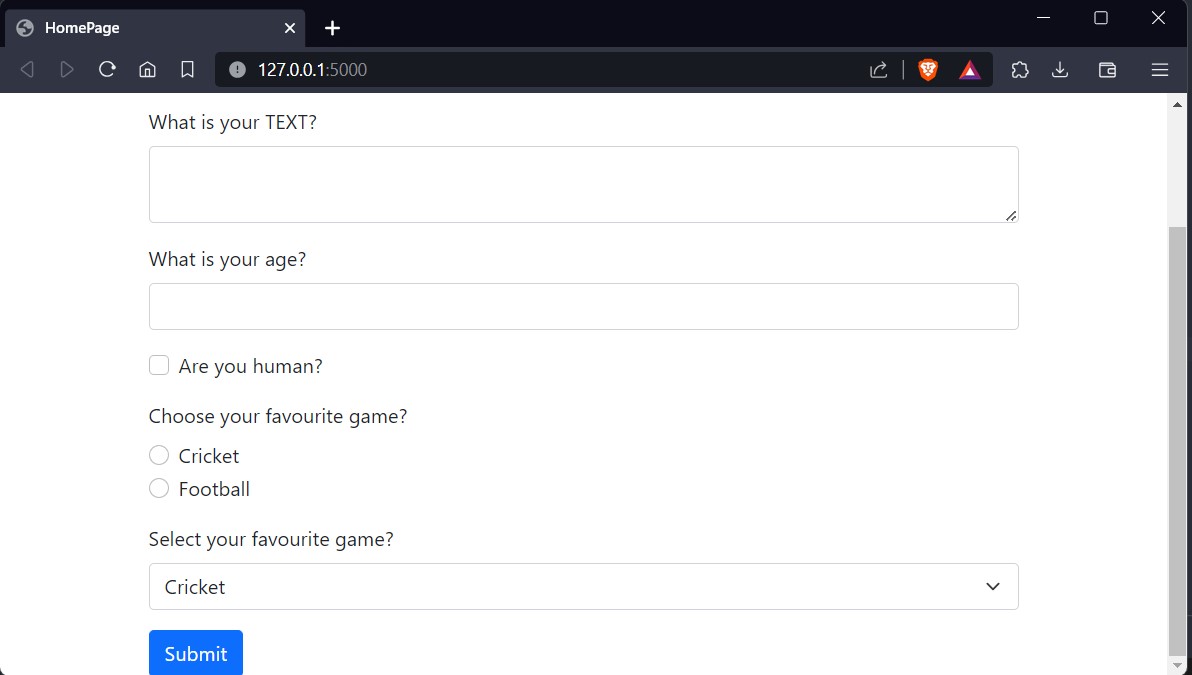 HomePage
127.0.0.1:5000
What is your TEXT?
What is your age?
Are you human?
Choose your favourite game?
Cricket
Football
Select your favourite game?
Cricket
Submit